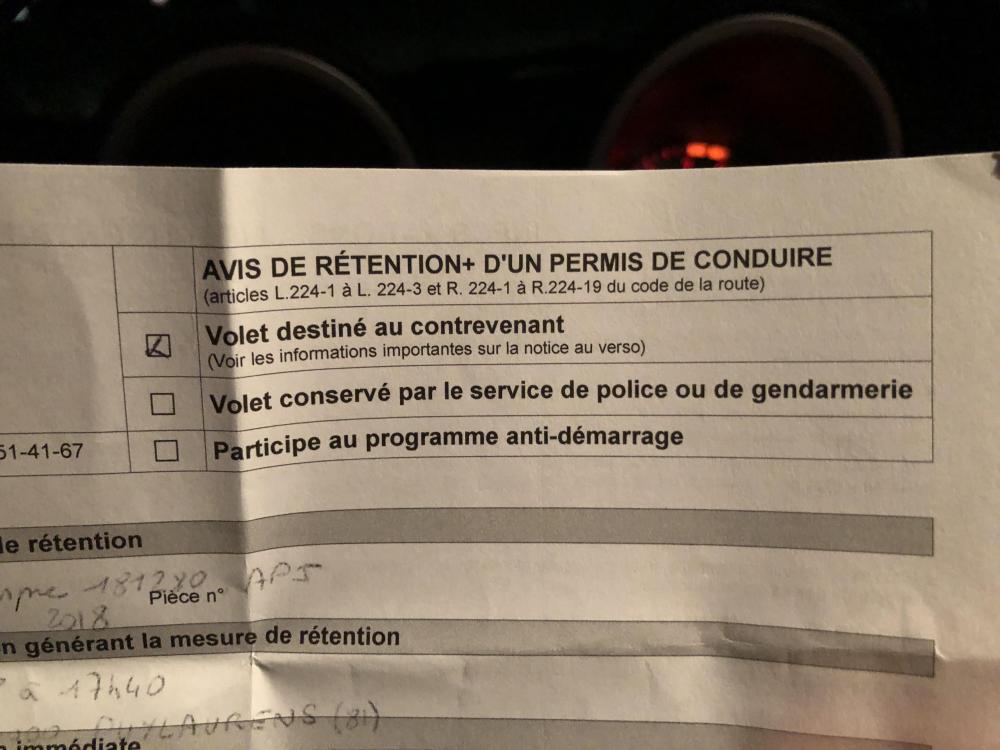 AVIS DE RÉTENTION+ D'UN PERMIS DE CONDUIRE
(articles L.224-1 à L. 224-3 et R. 224-1 à R.224-19 du code de la route)
Volet destiné au contrevenant
(Voir les informations importantes sur la notice au verso)
Volet conservé par le service de police ou de gendarmerie
51-41-67
Participe au programme anti-démarrage
de rétention
APJ
Pièce n°
2018
n générant la mesure de rétention
à 17h40
PUYLAURENS (81)
n immédiate